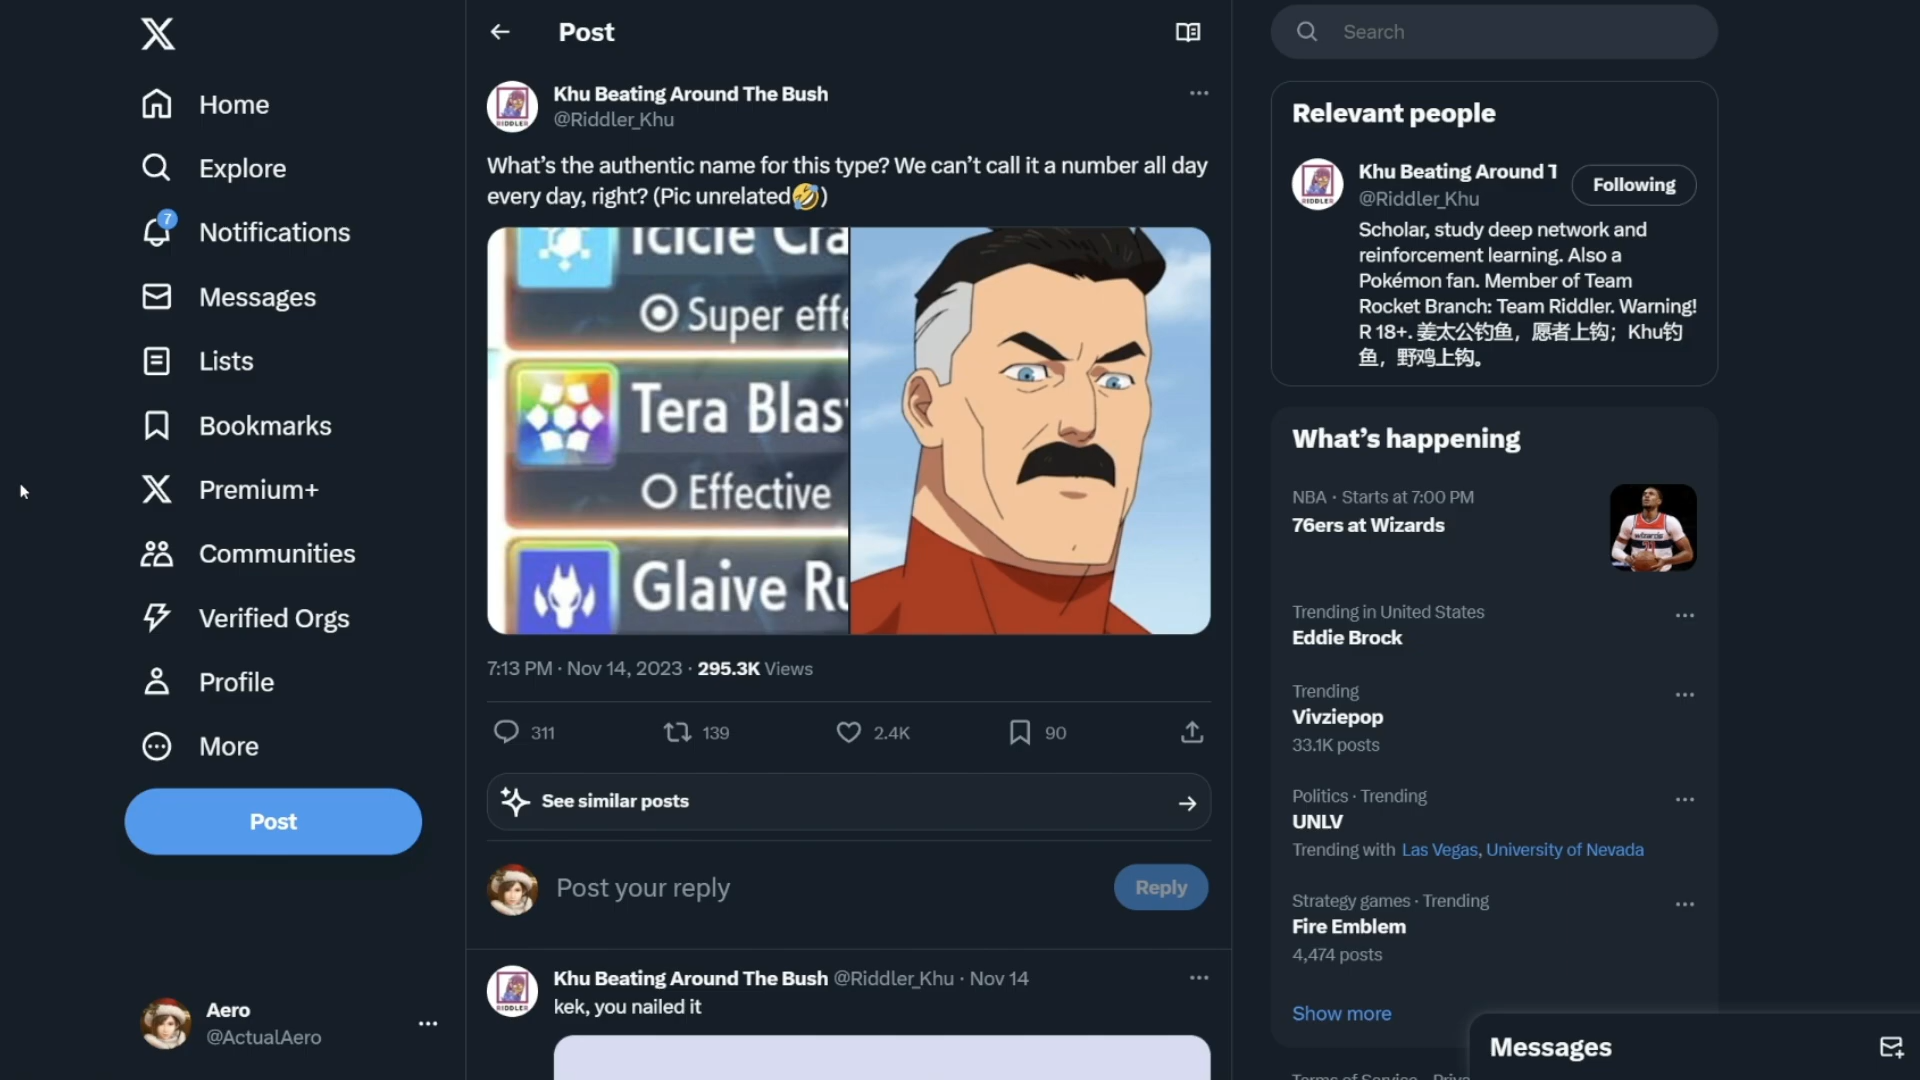 Home
Explore
7
Notifications
Messages
Lists
Bookmarks
Premium+
Communities
Verified Orgs
Profile
More
Post
Aero
@ActualAero
Post
Khu Beating Around The Bush
@Riddler_Khu
What's the authentic name for this type? We can't call it a number all day
every day, right? (Pic unrelated🤣)
Icicle Cra
Super effe
Tera Blas
Effective
Glaive Ru
7:13 PM · Nov 14, 2023 · 295.3K Views
311 139 2.4K 90
See similar posts
Post your reply
Reply
Khu Beating Around The Bush @Riddler_Khu · Nov 14
kek, you nailed it
Search
Relevant people
Khu Beating Around T
Following
@Riddler_Khu
RIDDLER
Scholar, study deep network and
reinforcement learning. Also a
Pokémon fan. Member of Team
Rocket Branch: Team Riddler. Warning!
R 18+. 姜太公钓鱼，愿者上钩；Khu钓
鱼，野鸡上钩。
What's happening
NBA · Starts at 7:00 PM
76ers at Wizards
Trending in United States
Eddie Brock
Trending
Vivziepop
33.1K posts
Politics · Trending
UNLV
Trending with Las Vegas, University of Nevada
Strategy games · Trending
Fire Emblem
4,474 posts
Show more
Messages